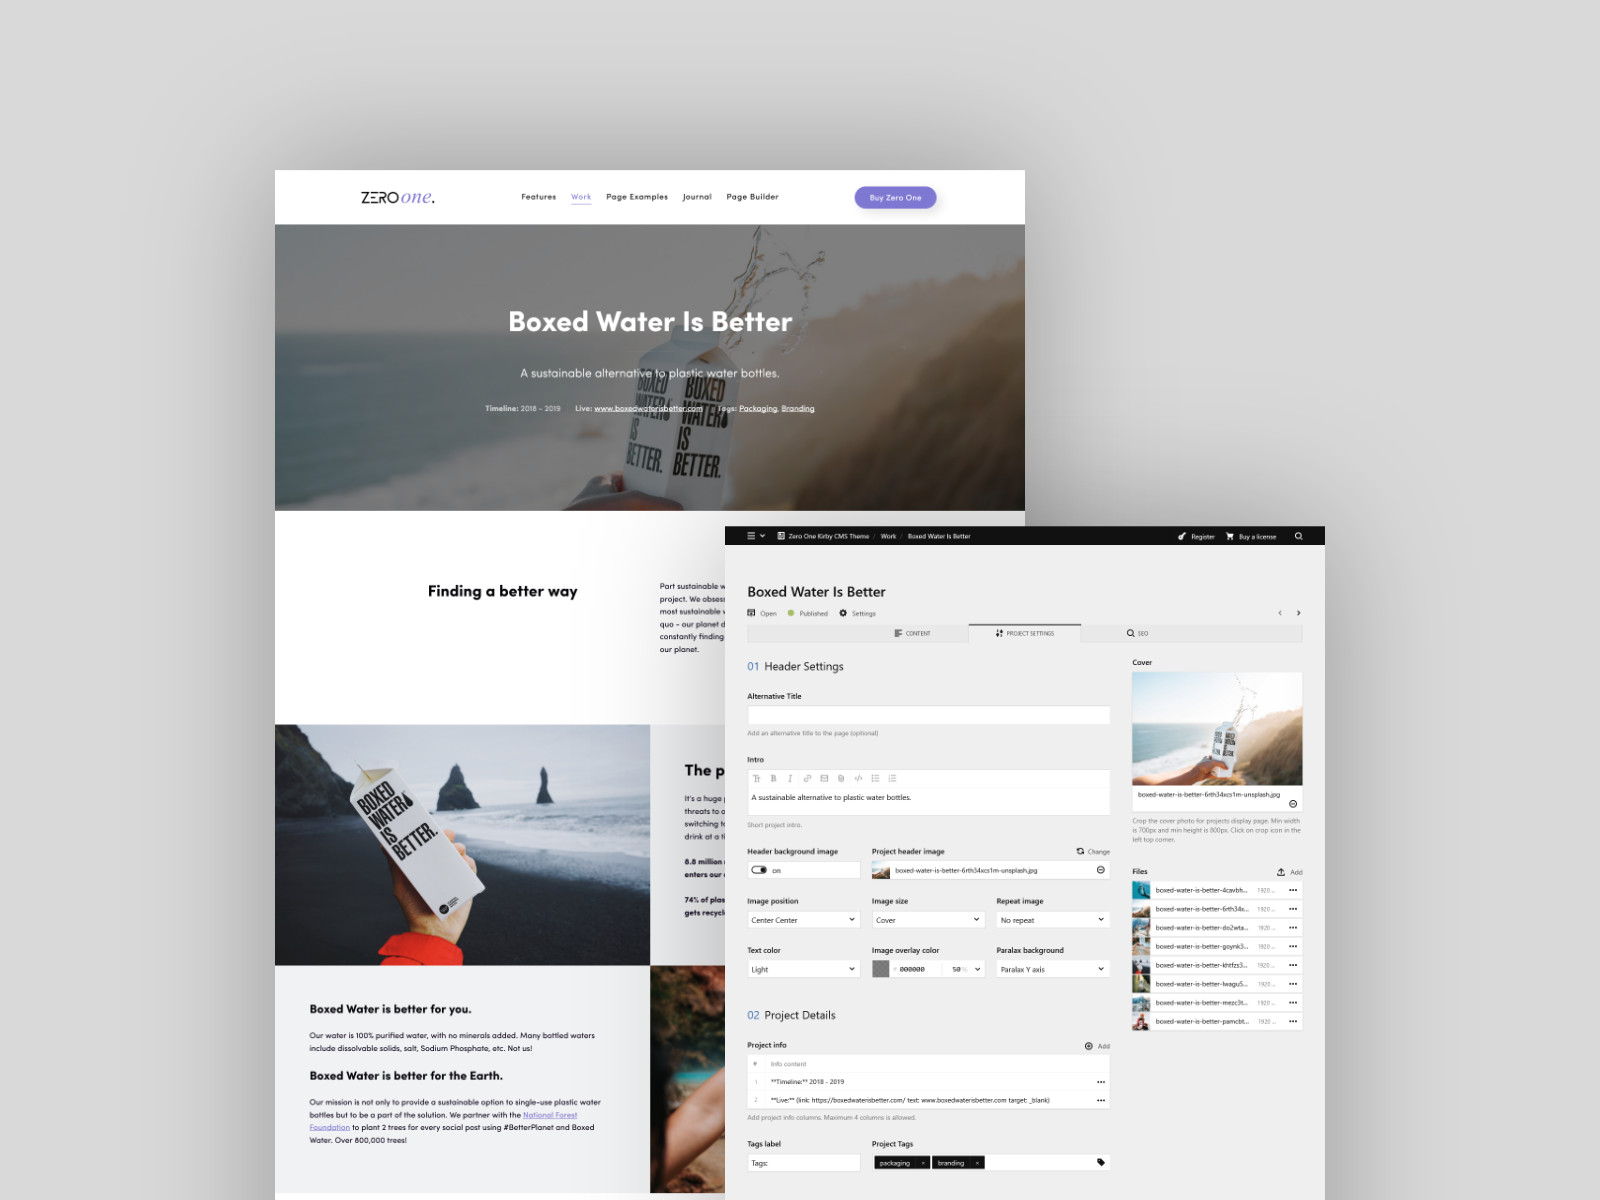 ZERO one.
Features Work Page Examples Journal Page Builder
Buy Zero One
Boxed Water Is Better
A sustainable alternative to plastic water bottles.
Timeline: 2018 - 2019 Live: www.boxedwaterisbetter.com Tags: Packaging, Branding
BOXED
WATER
IS
BETTER.
BOXED
WATER
IS
BETTER.
Finding a better way
Part sustainable
project. We obses
most sustainable
quo - our planet d
constantly finding
our planet.
BOXED
WATER
IS
BETTER.
The p
It's a huge
threats to o
switching to
drink at a ti
8.8 million
enters our
74% of plas
gets recycl
Boxed Water is better for you.
Our water is 100% purified water, with no minerals added. Many bottled waters
include dissolvable solids, salt, Sodium Phosphate, etc. Not us!
Boxed Water is better for the Earth.
Our mission is not only to provide a sustainable option to single-use plastic water
bottles but to be a part of the solution. We partner with the National Forest
Foundation to plant 2 trees for every social post using #BetterPlanet and Boxed
Water. Over 800,000 trees!
Zero One Kirby CMS Theme / Work / Boxed Water Is Better
Register Buy a license
Boxed Water Is Better
Open Published Settings
CONTENT PROJECT SETTINGS SEO
01 Header Settings
Alternative Title
Add an alternative title to the page (optional)
Intro
A sustainable alternative to plastic water bottles.
Short project intro.
Header background image Project header image Change
on boxed-water-is-better-6rth34xcs1m-unsplash.jpg
Image position Image size Repeat image
Center Center Cover No repeat
Text color Image overlay color Paralax background
Light # 000000 50 % Paralax Y axis
02 Project Details
Project info Add
# Info content
1 **Timeline:** 2018 - 2019
2 **Live:** (link: https://boxedwaterisbetter.com/ text: www.boxedwaterisbetter.com target: _blank)
Add project info columns. Maximum 4 columns is allowed.
Tags label Project Tags
Tags: packaging × branding ×
Cover
boxed-water-is-better-6rth34xcs1m-unsplash.jpg
Crop the cover photo for projects display page. Min width
is 700px and min height is 800px. Click on crop icon in the
left top corner.
Files Add
boxed-water-is-better-4cavbh... 1920 ...
boxed-water-is-better-6rth34x... 1920 ...
boxed-water-is-better-do2wta... 1920 ...
boxed-water-is-better-goynk3... 1920 ...
boxed-water-is-better-khtfzs3... 1920 ...
boxed-water-is-better-lwagu5... 1920 ...
boxed-water-is-better-mezc3t... 1920 ...
boxed-water-is-better-pamcbt... 1920 ...